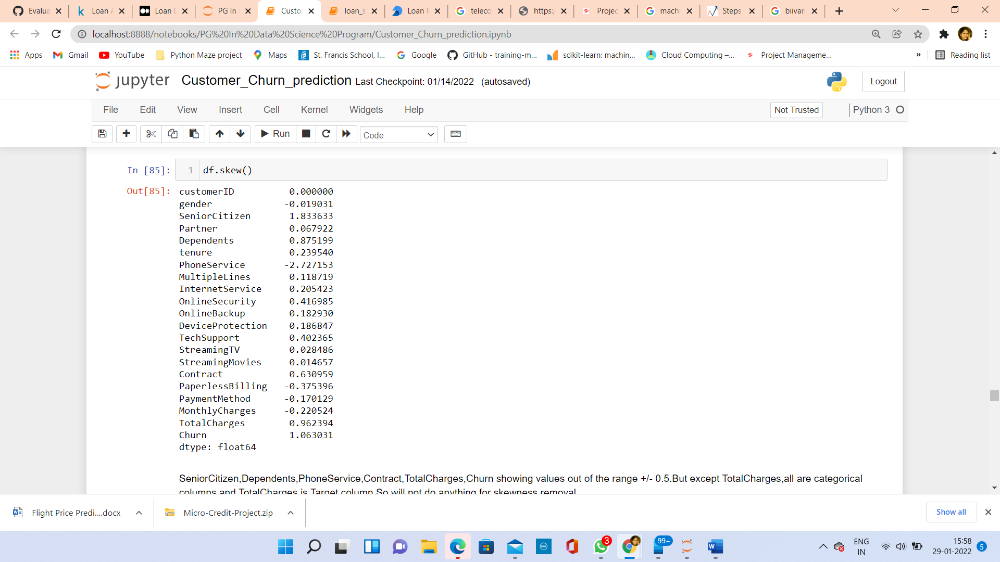 Evalua
Loan A
Loan D
PG In
Custor
loan_s
Loan P
teleco
https:/
Projec
machi
Steps
biivari
localhost:8888/notebooks/PG%20In%20Data%20Science%20Program/Customer_Churn_prediction.ipynb
Apps Gmail YouTube Python Maze project Maps St. Francis School, I... Google GitHub - training-m... scikit-learn: machin... Cloud Computing –... Project Manageme... » Reading list
jupyter Customer_Churn_prediction Last Checkpoint: 01/14/2022 (autosaved) Logout
File Edit View Insert Cell Kernel Widgets Help Not Trusted Python 3
Run Code
In [85]: 1 df.skew()
Out[85]: customerID 0.000000
gender -0.019031
SeniorCitizen 1.833633
Partner 0.067922
Dependents 0.875199
tenure 0.239540
PhoneService -2.727153
MultipleLines 0.118719
InternetService 0.205423
OnlineSecurity 0.416985
OnlineBackup 0.182930
DeviceProtection 0.186847
TechSupport 0.402365
StreamingTV 0.028486
StreamingMovies 0.014657
Contract 0.630959
PaperlessBilling -0.375396
PaymentMethod -0.170129
MonthlyCharges -0.220524
TotalCharges 0.962394
Churn 1.063031
dtype: float64
SeniorCitizen,Dependents,PhoneService,Contract,TotalCharges,Churn showing values out of the range +/- 0.5.But except TotalCharges,all are categorical
columns and TotalCharges is Target column.So will not do anything for skewness removal
Flight Price Predi....docx Micro-Credit-Project.zip Show all
3 99+ ENG 15:58
IN 29-01-2022 5